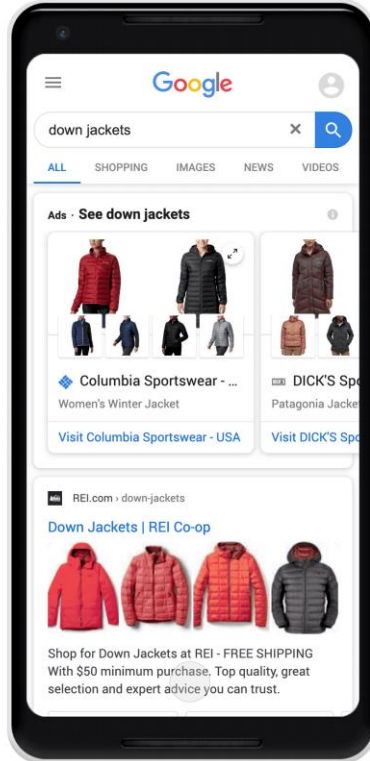 Google
down jackets
ALL SHOPPING IMAGES NEWS VIDEOS
Ads · See down jackets
Columbia Sportswear - ...
Women's Winter Jacket
Visit Columbia Sportswear - USA
DICK'S Spo
Patagonia Jacke
Visit DICK'S Spo
REI.com › down-jackets
Down Jackets | REI Co-op
Shop for Down Jackets at REI - FREE SHIPPING
With $50 minimum purchase. Top quality, great
selection and expert advice you can trust.